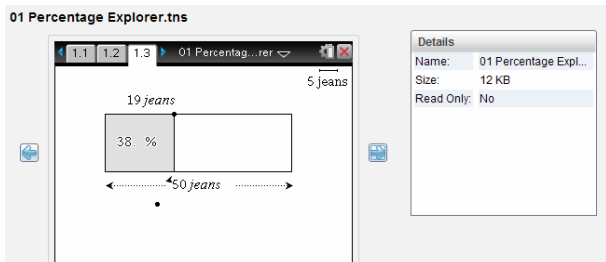 01 Percentage Explorer.tns
1.1 1.2 1.3 01 Percentag...rer
5 jeans
19 jeans
38. %
50 jeans
Details
Name: 01 Percentage Expl...
Size: 12 KB
Read Only: No